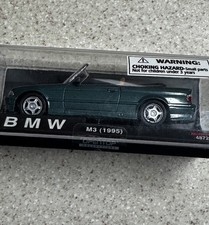 WARNING:
CHOKING HAZARD-Small parts
Not for children under 3 years
BMW
M3 (1995)